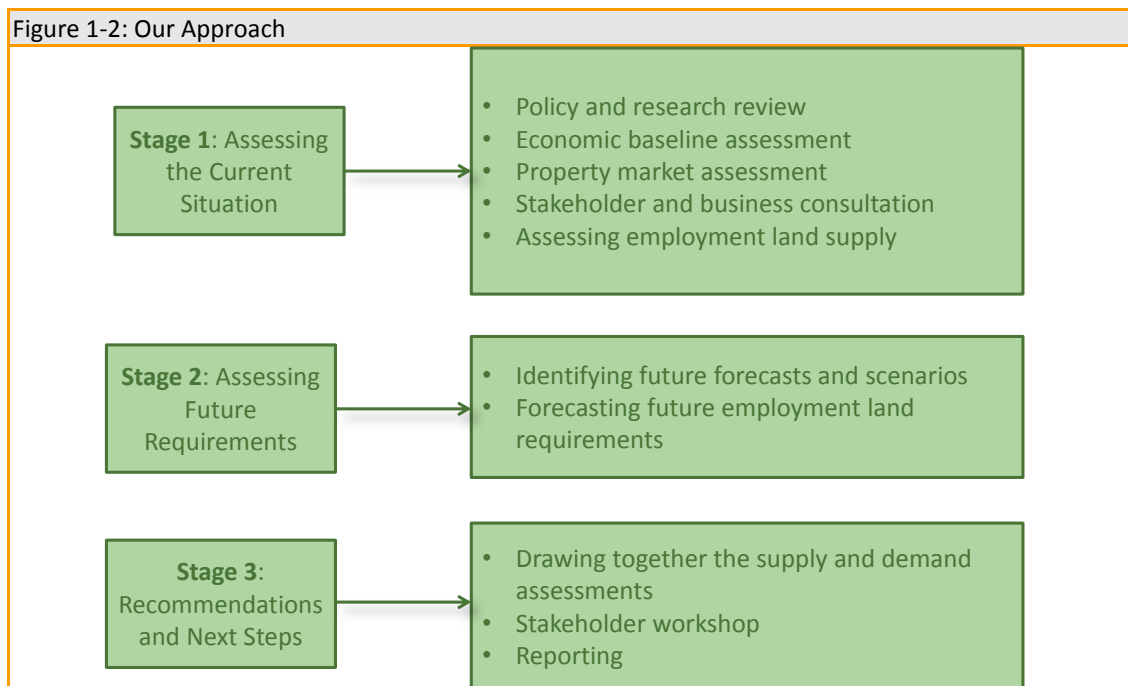 Figure 1-2: Our Approach
Stage 1: Assessing
the Current
Situation
• Policy and research review
• Economic baseline assessment
• Property market assessment
• Stakeholder and business consultation
• Assessing employment land supply
Stage 2: Assessing
Future
Requirements
• Identifying future forecasts and scenarios
• Forecasting future employment land
requirements
Stage 3:
Recommendations
and Next Steps
• Drawing together the supply and demand
assessments
• Stakeholder workshop
• Reporting